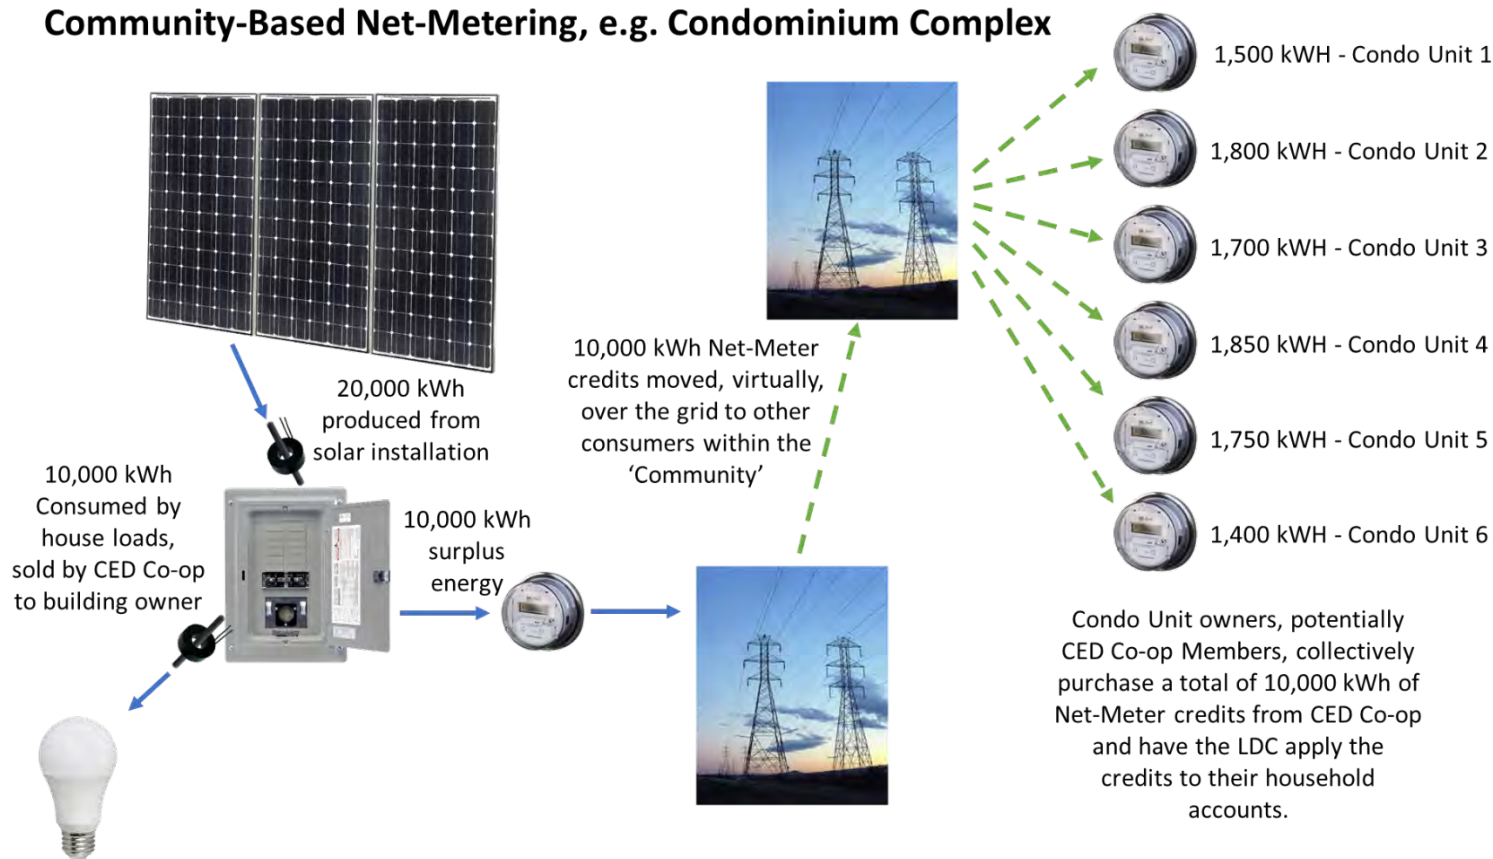 Community-Based Net-Metering, e.g. Condominium Complex
1,500 kWH - Condo Unit 1
1,800 kWH - Condo Unit 2
1,700 kWH - Condo Unit 3
1,850 kWH - Condo Unit 4
1,750 kWH - Condo Unit 5
1,400 kWH - Condo Unit 6
20,000 kWh
produced from
solar installation
10,000 kWh
Consumed by
house loads,
sold by CED Co-op
to building owner
10,000 kWh
surplus
energy
10,000 kWh Net-Meter
credits moved, virtually,
over the grid to other
consumers within the
‘Community’
Condo Unit owners, potentially
CED Co-op Members, collectively
purchase a total of 10,000 kWh of
Net-Meter credits from CED Co-op
and have the LDC apply the
credits to their household
accounts.